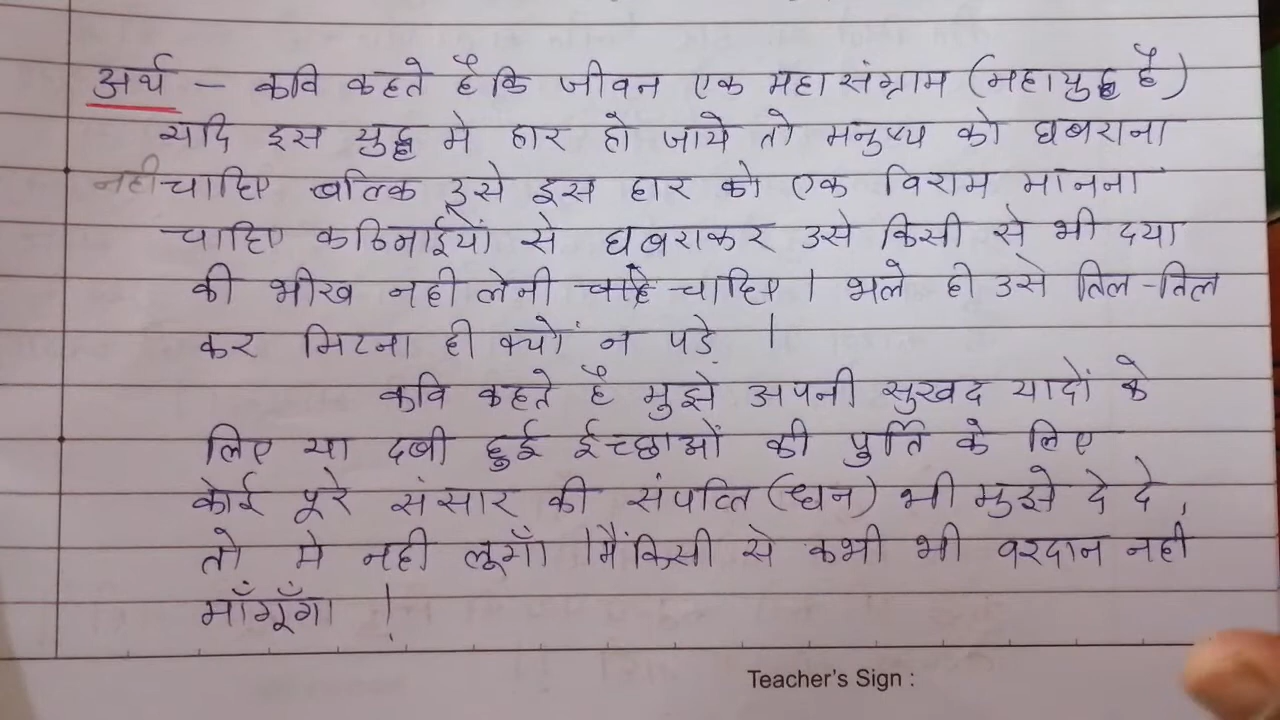 अर्थ – कवि कहते है कि जीवन एक महा संग्राम (महायुद्ध है)
यदि इस युद्ध मे हार हो जाये तो मनुष्य को घबराना
नही चाहिए बल्कि उसे इस हार को एक विराम मानना
चाहिए कठिनाईयों से घबराकर उसे किसी से भी दया
की भीख नही लेनी चाहिए । भले ही उसे तिल-तिल
कर मिटना ही क्यों न पड़े ।
कवि कहते है मुझे अपनी सुखद यादों के
लिए या दबी हुई ईच्छाओं की पुर्ति के लिए
कोई पूरे संसार की संपत्ति (धन) भी मुझे दे दे,
तो मे नही लूगाँ । मैं किसी से कभी भी वरदान नही
माँगूँगा ।
Teacher's Sign :